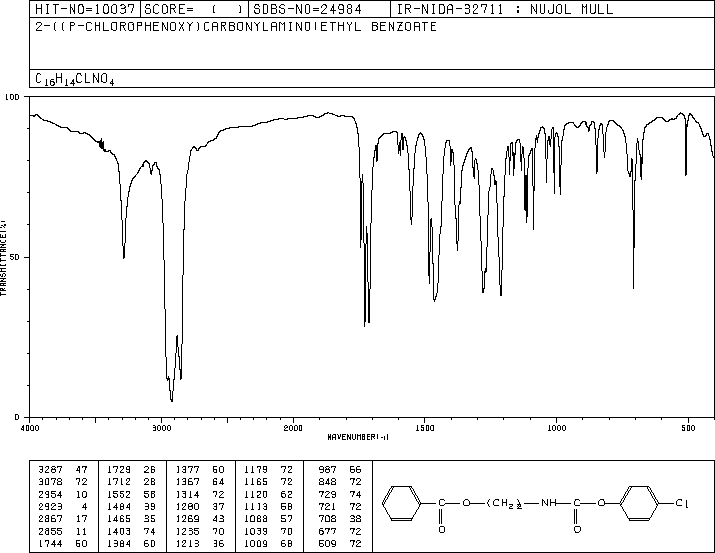 HIT-NO=10037 SCORE= ( ) SDBS-NO=24984 IR-NIDA-32711 : NUJOL MULL
2-((P-CHLOROPHENOXY)CARBONYLAMINO)ETHYL BENZOATE
C16H14CLNO4
100
50
0
TRANSMITTANCE(%)
4000 3000 2000 1500 1000 500
WAVENUMBER(-1)
3287 47 1729 26 1377 50 1179 72 987 66
3078 72 1712 28 1367 64 1165 72 848 72
2954 10 1552 58 1314 72 1120 62 729 74
2923 4 1484 39 1280 37 1113 58 721 72
2867 17 1465 35 1269 43 1088 57 708 38
2855 11 1403 74 1235 70 1039 70 677 72
1744 50 1384 60 1213 36 1009 68 509 72
C O (CH2)2 NH C O Cl
O O